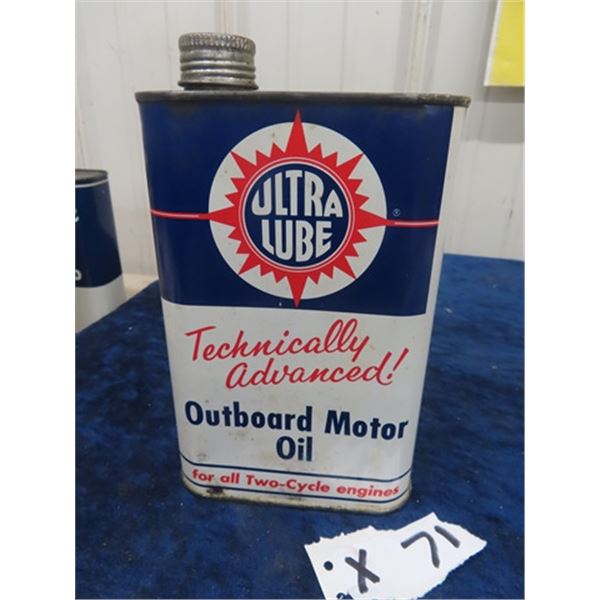 ULTRA
LUBE
®
Technically
advanced!
Outboard Motor
Oil
for all Two-Cycle engines
X 71